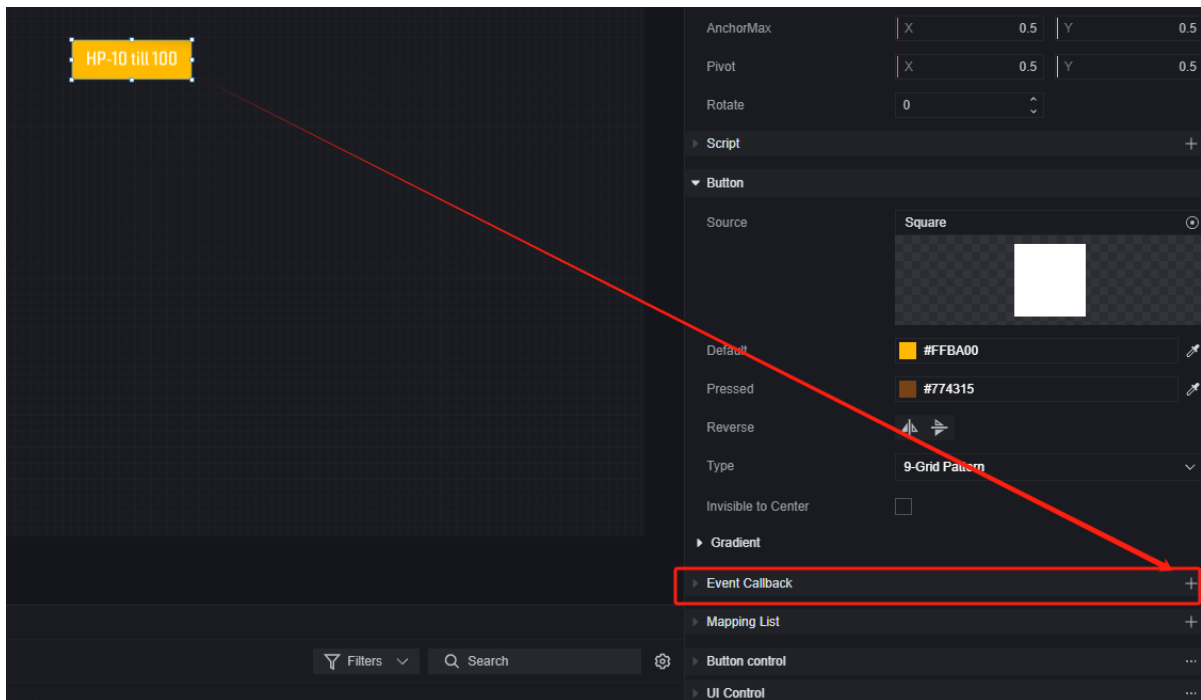 HP-10 till 100
AnchorMax X 0.5 Y 0.5
Pivot X 0.5 Y 0.5
Rotate 0
Script
Button
Source Square
Default #FFBA00
Pressed #774315
Reverse
Type 9-Grid Pattern
Invisible to Center
Gradient
Event Callback
Mapping List
Filters Search
Button control
UI Control